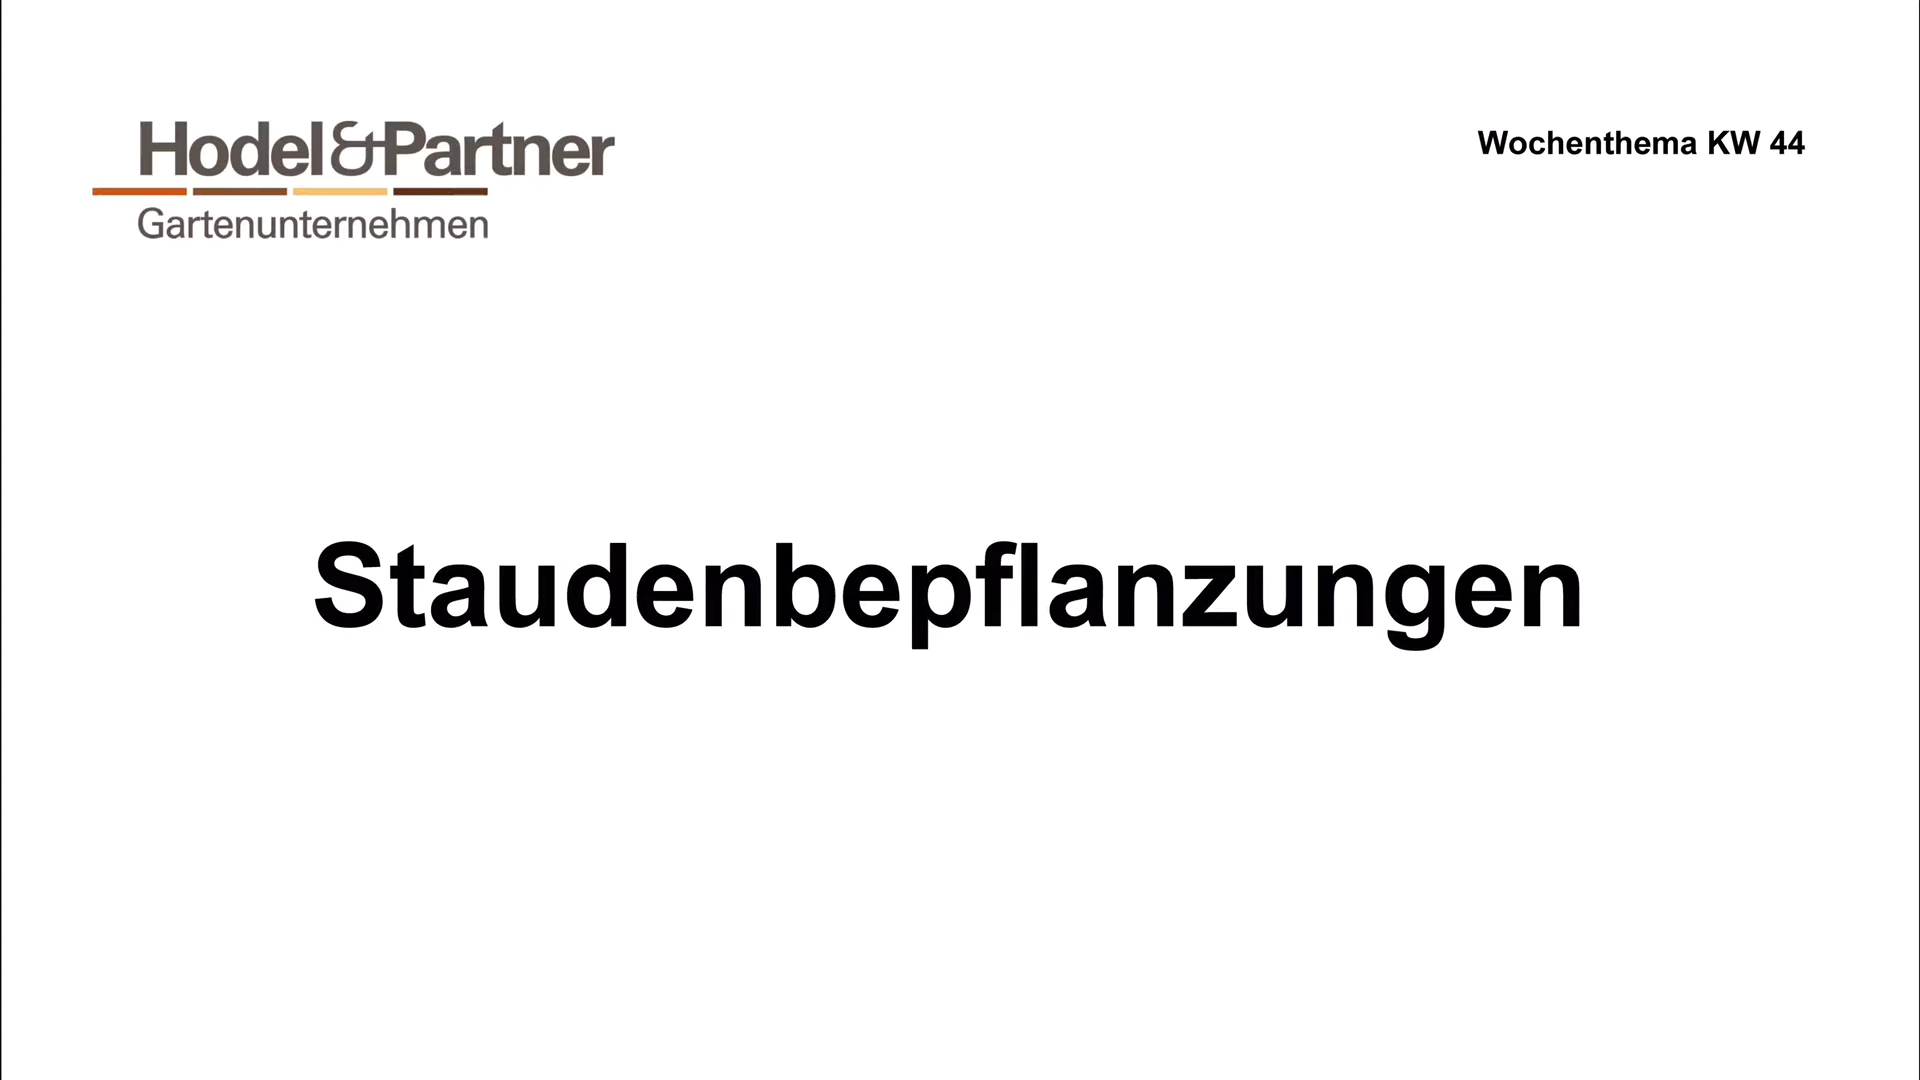 Hodel&Partner
Gartenunternehmen
Wochenthema KW 44
Staudenbepflanzungen